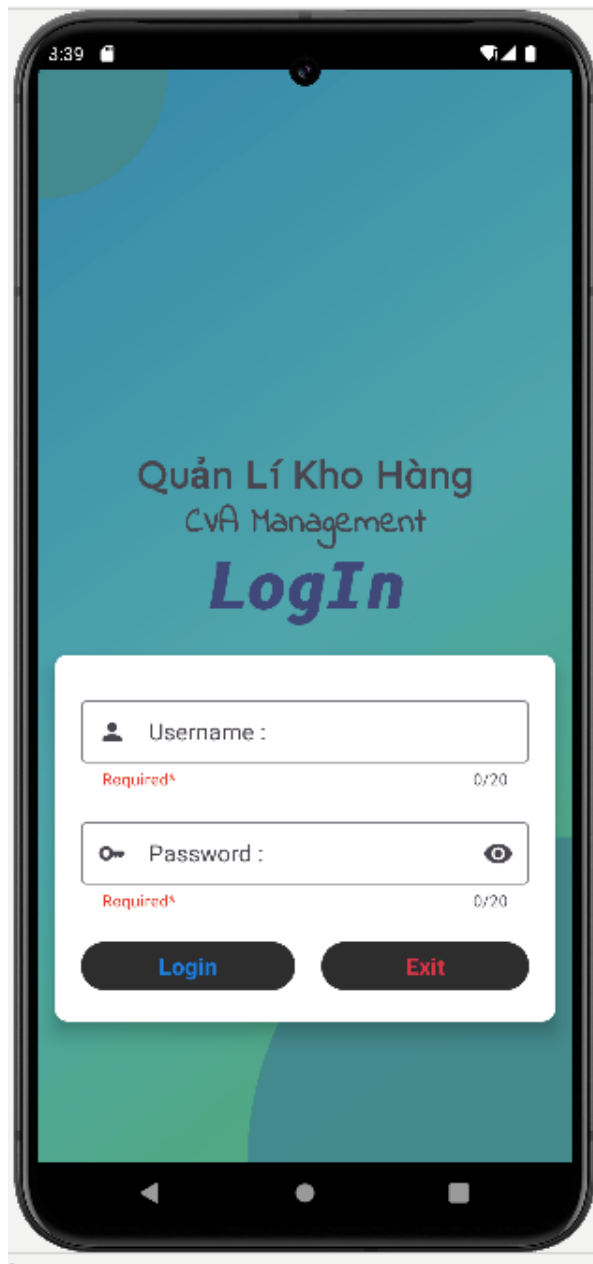 3:39
Quản Lí Kho Hàng
CVA Management
LogIn
Username :
Required* 0/20
Password :
Required* 0/20
Login Exit